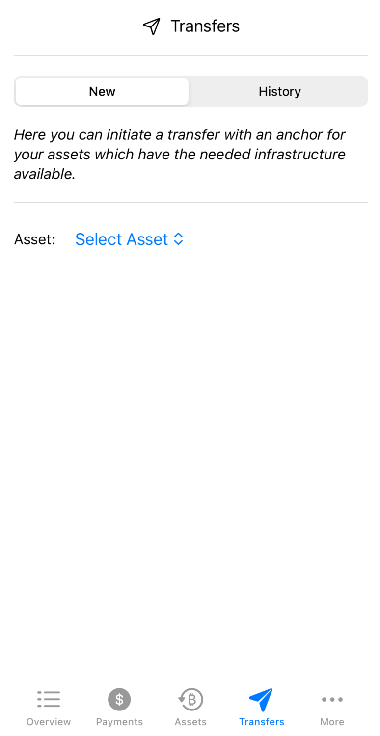 Transfers
New
History
Here you can initiate a transfer with an anchor for
your assets which have the needed infrastructure
available.
Asset: Select Asset
Overview
Payments
Assets
Transfers
More